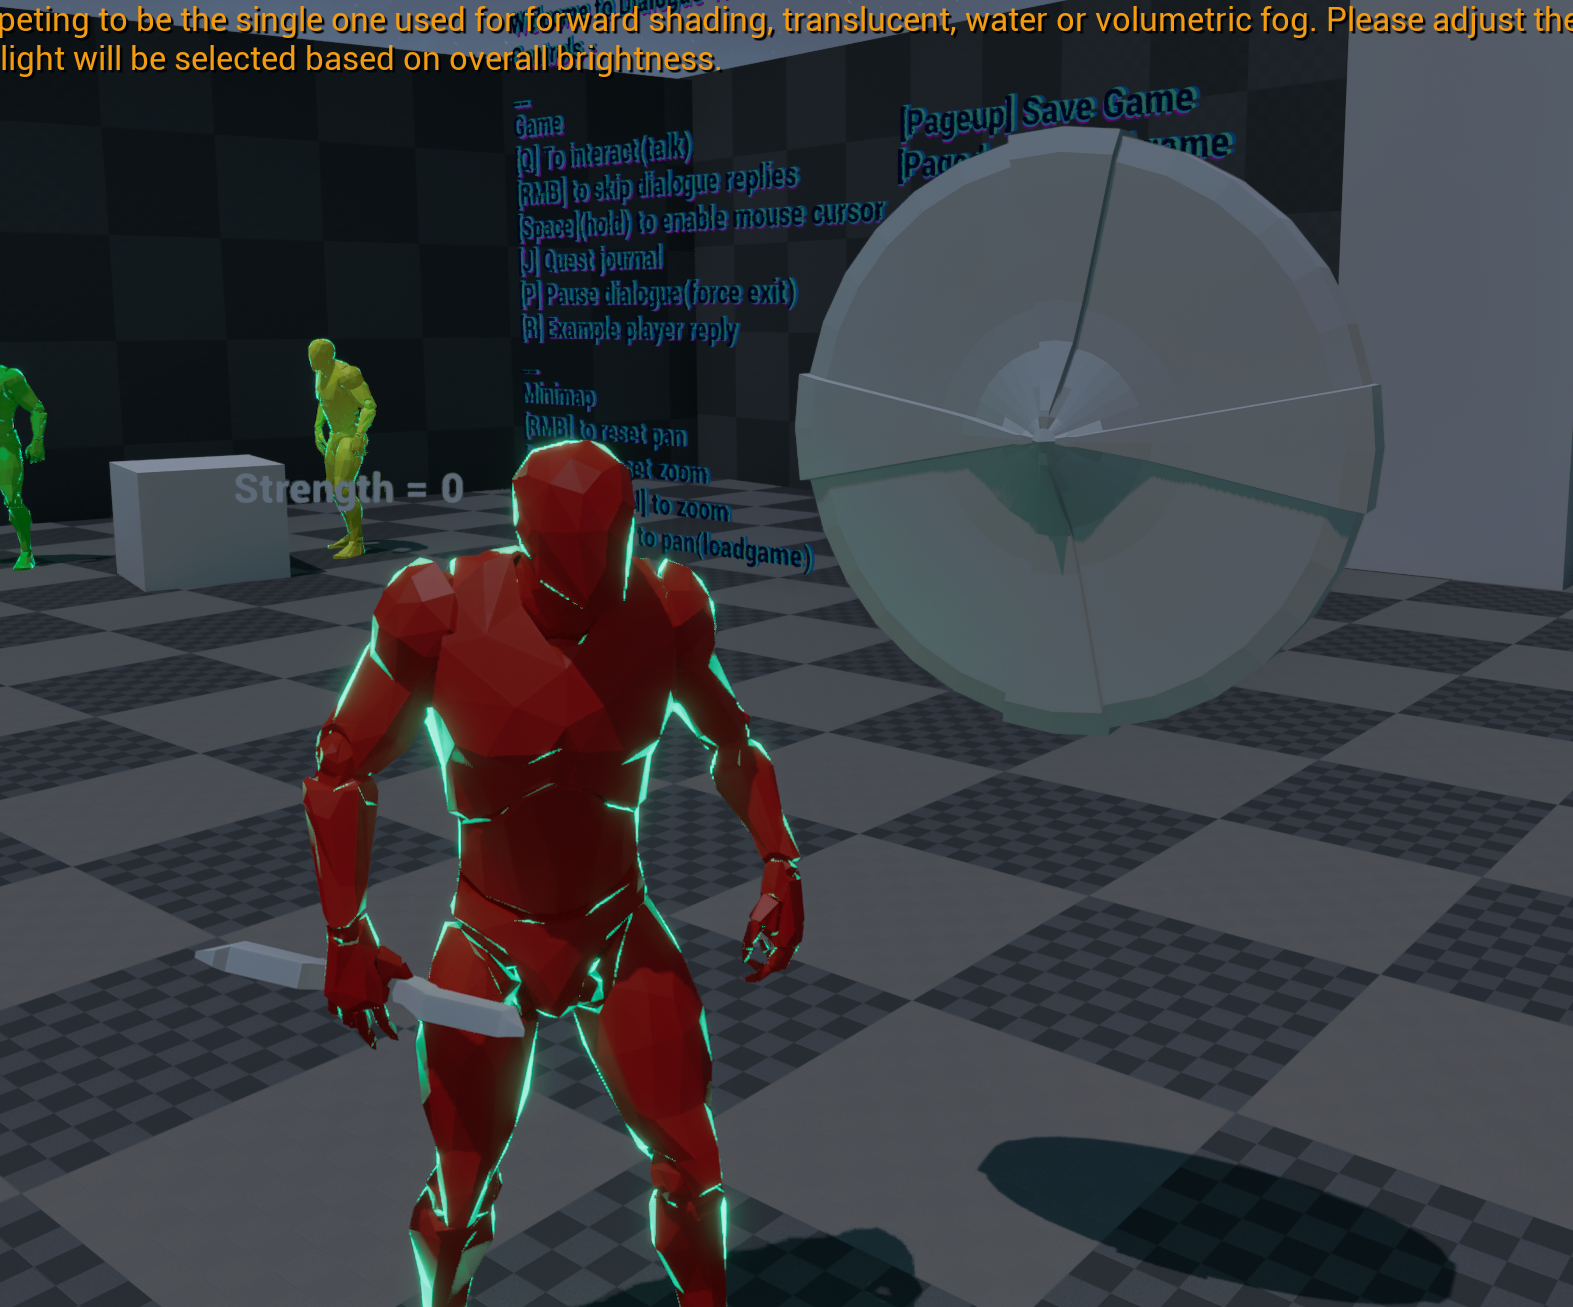 peting to be the single one used for forward shading, translucent, water or volumetric fog. Please adjust the
light will be selected based on overall brightness.
Game
[Q] To interact(talk)
[RMB] to skip dialogue replies
[Space](hold) to enable mouse cursor
[J] Quest journal
[P] Pause dialogue(force exit)
[R] Example player reply
Minimap
[RMB] to reset pan
set zoom
to zoom
to pan(loadgame)
[Pageup] Save Game
Strength = 0